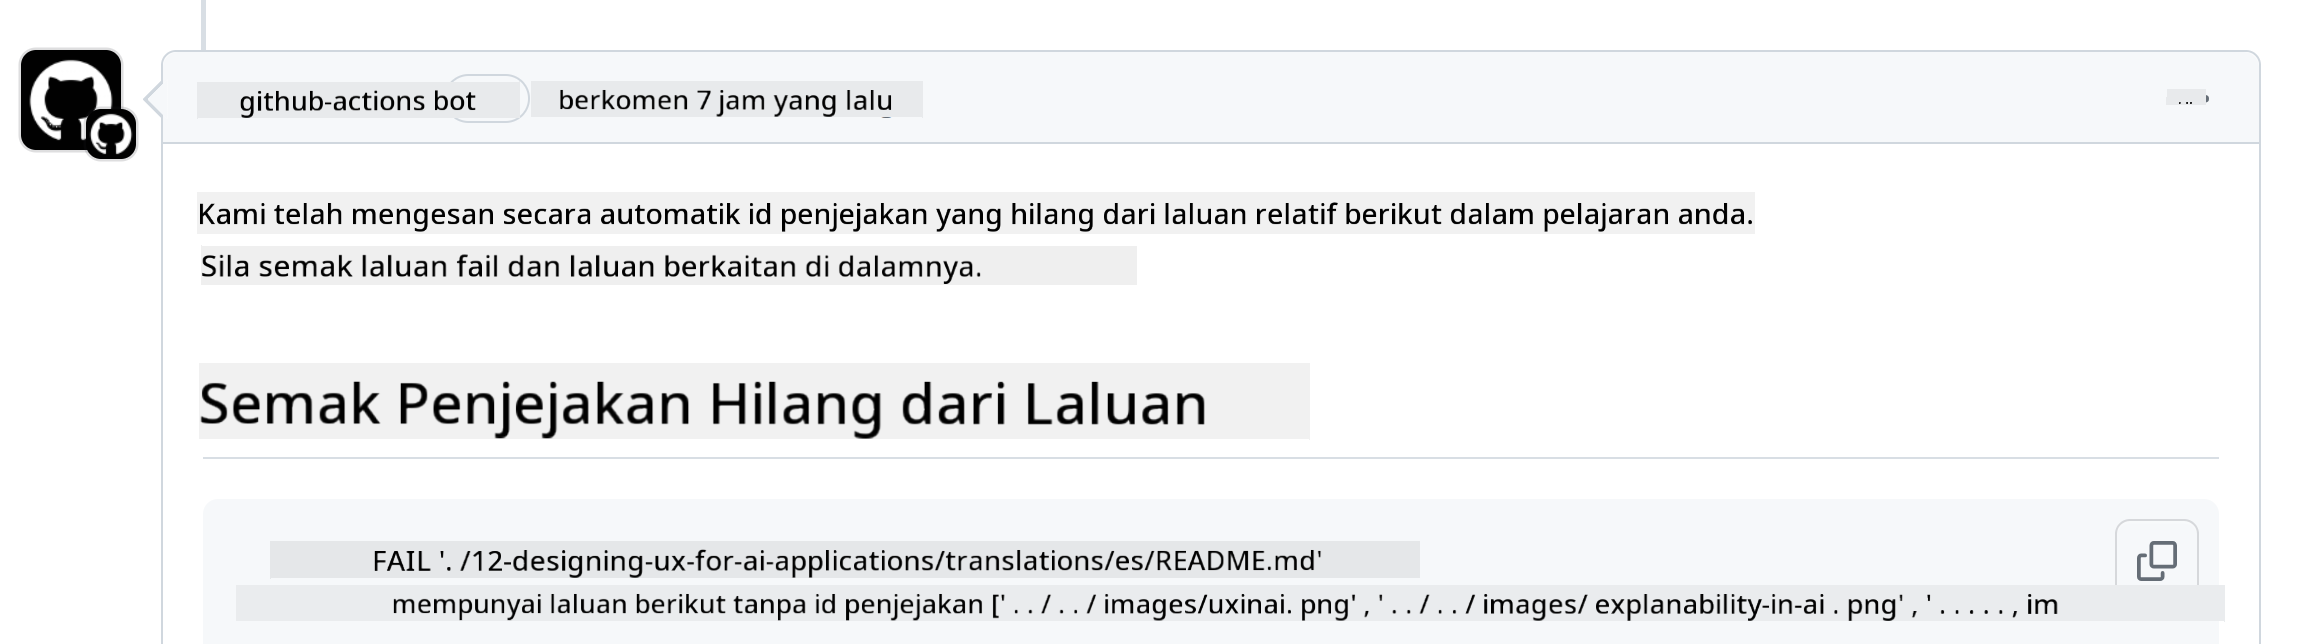 github-actions bot berkomen 7 jam yang lalu
Kami telah mengesan secara automatik id penjejakan yang hilang dari laluan relatif berikut dalam pelajaran anda.
Sila semak laluan fail dan laluan berkaitan di dalamnya.
Semak Penjejakan Hilang dari Laluan
FAIL '. /12-designing-ux-for-ai-applications/translations/es/README.md'
mempunyai laluan berikut tanpa id penjejakan [' . . / . . / images/uxinai. png' , ' . . / . . / images/ explanability-in-ai . png' , ' . . . . . , im